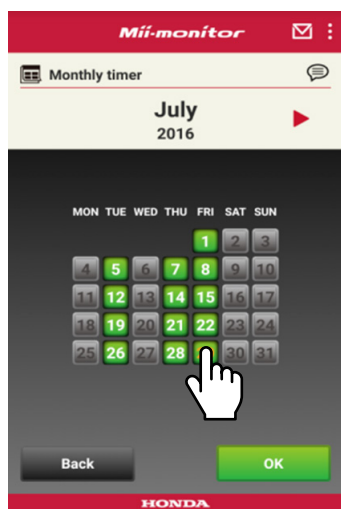 Mii-monitor
Monthly timer
July
2016
MON TUE WED THU FRI SAT SUN
1 2 3
4 5 6 7 8 9 10
11 12 13 14 15 16 17
18 19 20 21 22 23 24
25 26 27 28 30 31
Back OK
HONDA